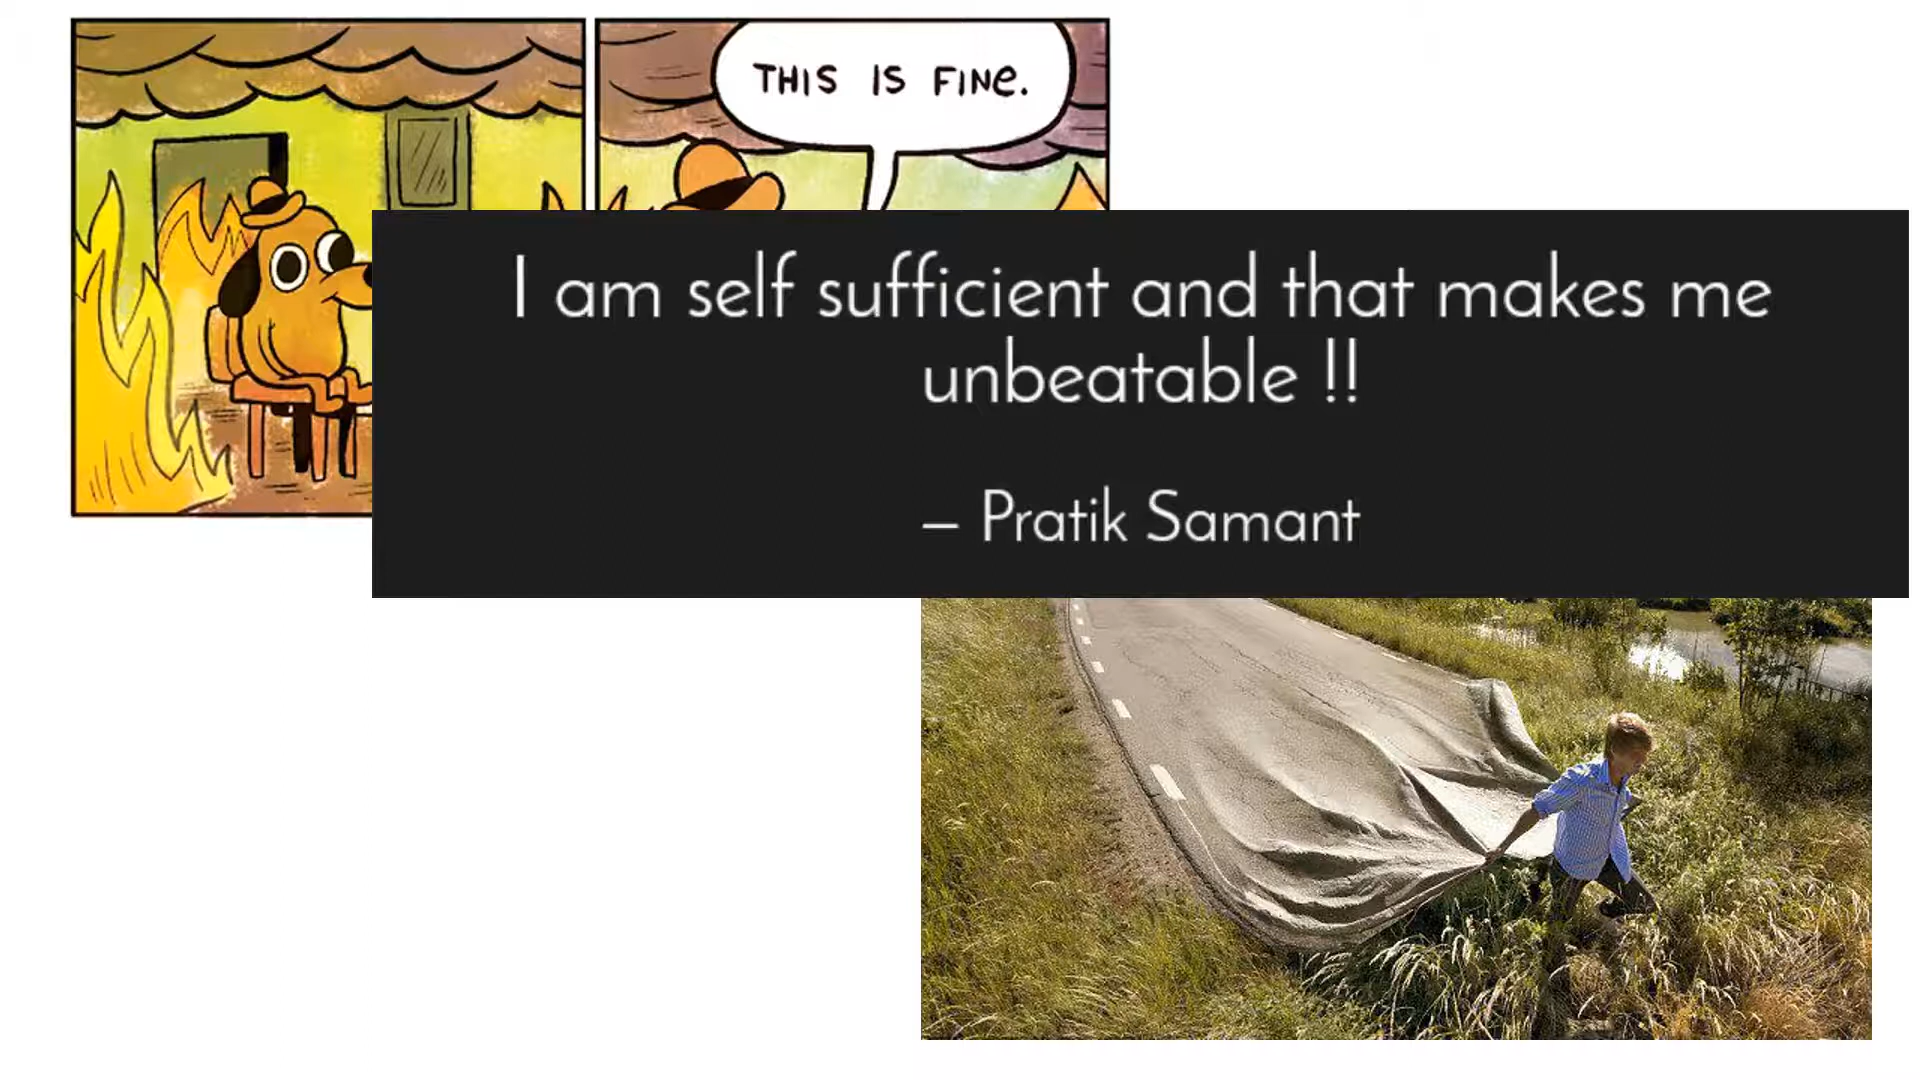 THIS IS FINE.
I am self sufficient and that makes me
unbeatable !!
– Pratik Samant